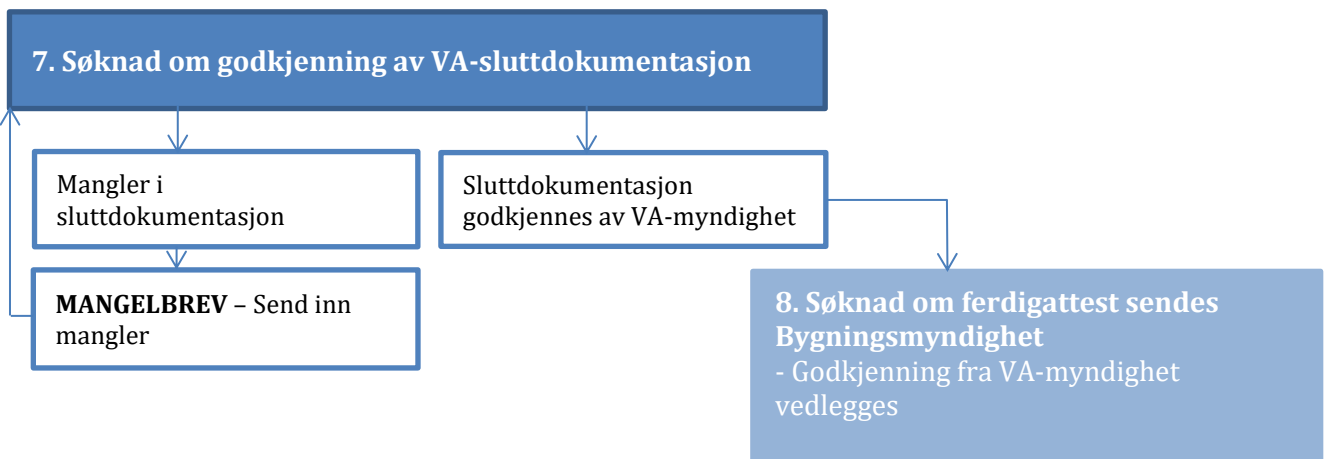 7. Søknad om godkjenning av VA-sluttdokumentasjon
Mangler i
sluttdokumentasjon
Sluttdokumentasjon
godkjennes av VA-myndighet
MANGELBREV – Send inn
mangler
8. Søknad om ferdigattest sendes
Bygningsmyndighet
- Godkjenning fra VA-myndighet
vedlegges